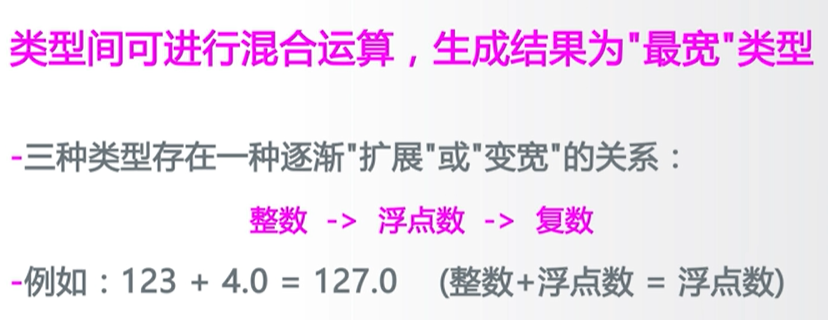 类型间可进行混合运算，生成结果为"最宽"类型
-三种类型存在一种逐渐"扩展"或"变宽"的关系：
整数 -> 浮点数 -> 复数
-例如：123 + 4.0 = 127.0 (整数+浮点数 = 浮点数)